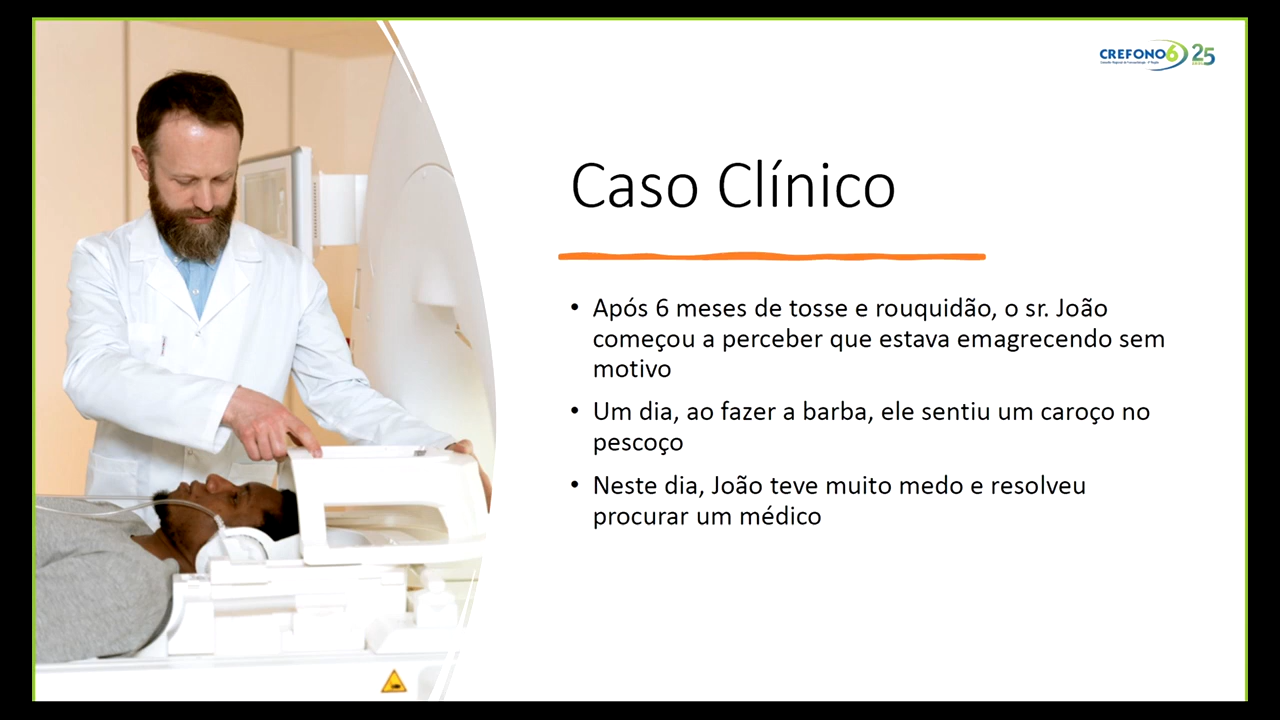 CREFONO6 25
Caso Clínico
• Após 6 meses de tosse e rouquidão, o sr. João
começou a perceber que estava emagrecendo sem
motivo
• Um dia, ao fazer a barba, ele sentiu um caroço no
pescoço
• Neste dia, João teve muito medo e resolveu
procurar um médico